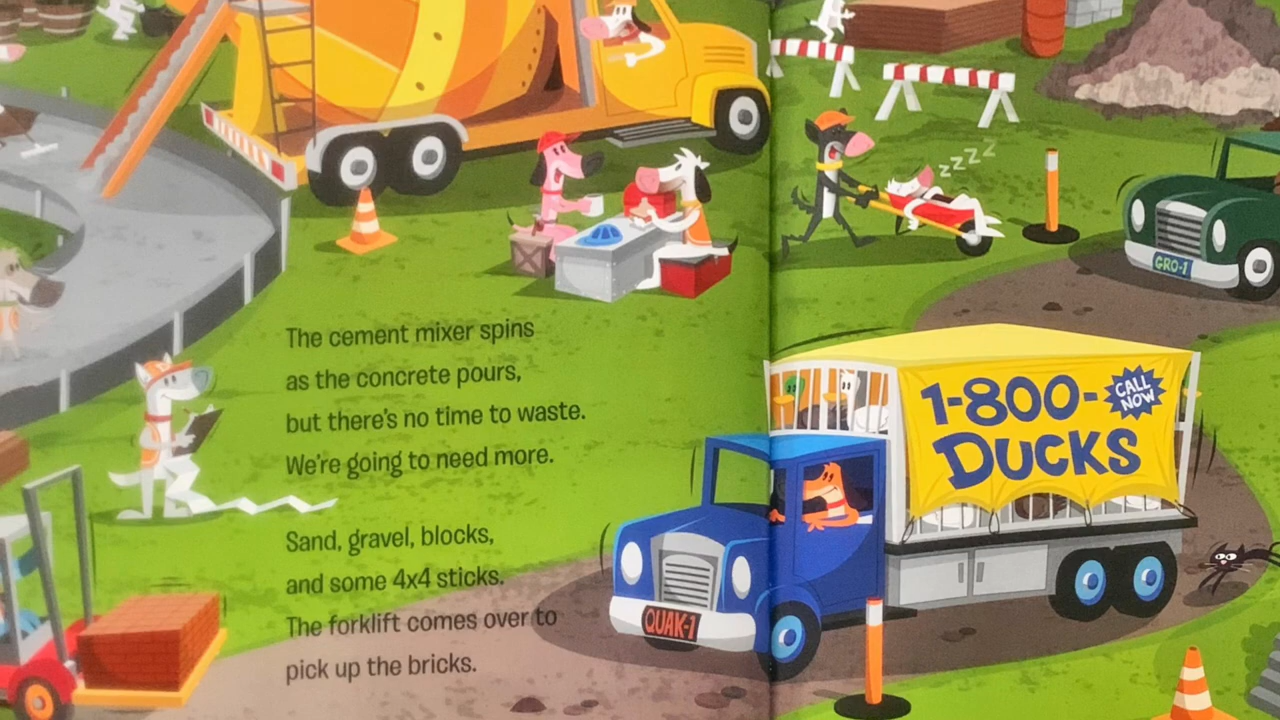 The cement mixer spins
as the concrete pours,
but there's no time to waste.
We're going to need more.
Sand, gravel, blocks,
and some 4x4 sticks.
The forklift comes over to
pick up the bricks.
zzzzz
GRO-1
1-800-
DUCKS
CALL
NOW
QUAK-1